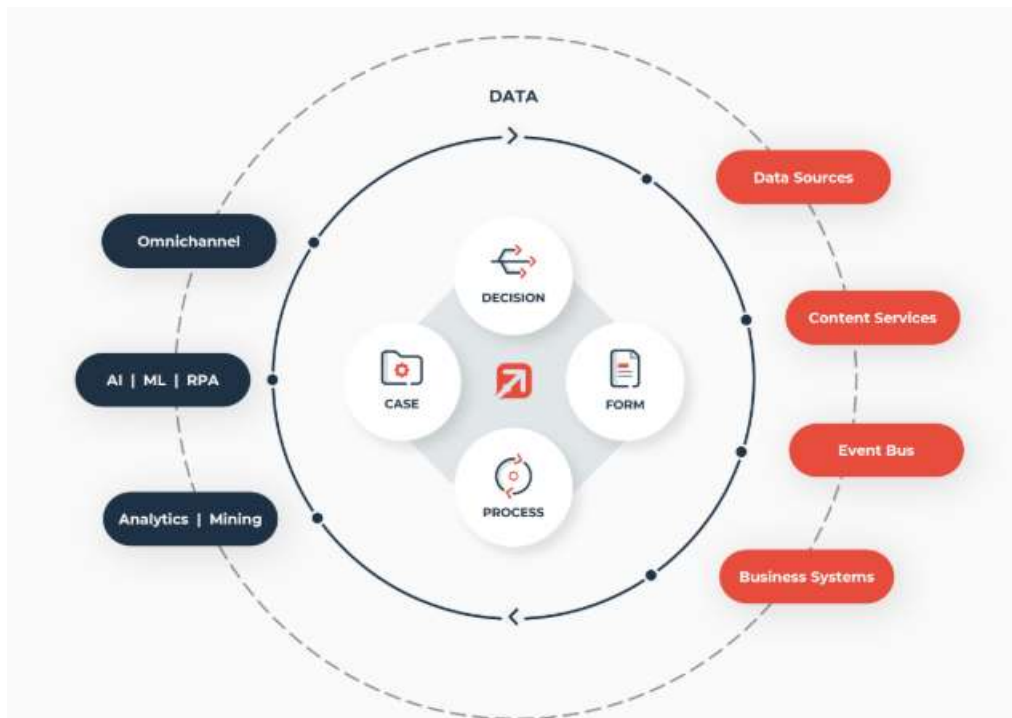 DATA
Data Sources
Omnichannel
DECISION
Content Services
AI | ML | RPA
CASE
FORM
Event Bus
Analytics | Mining
PROCESS
Business Systems